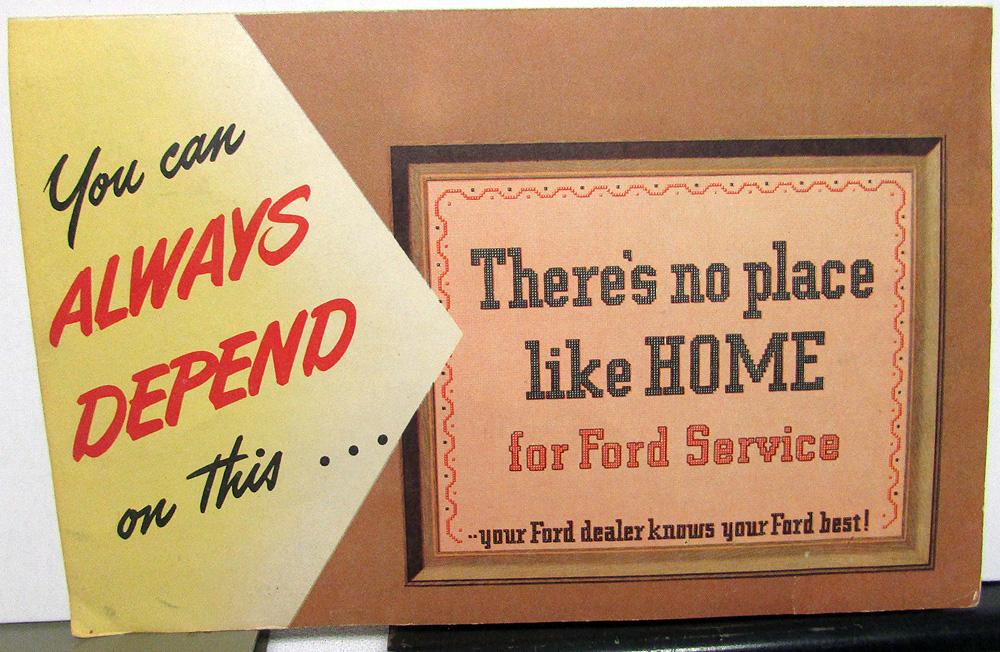 You can
ALWAYS
DEPEND
on this...
There's no place
like HOME
for Ford Service
..your Ford dealer knows your Ford best!